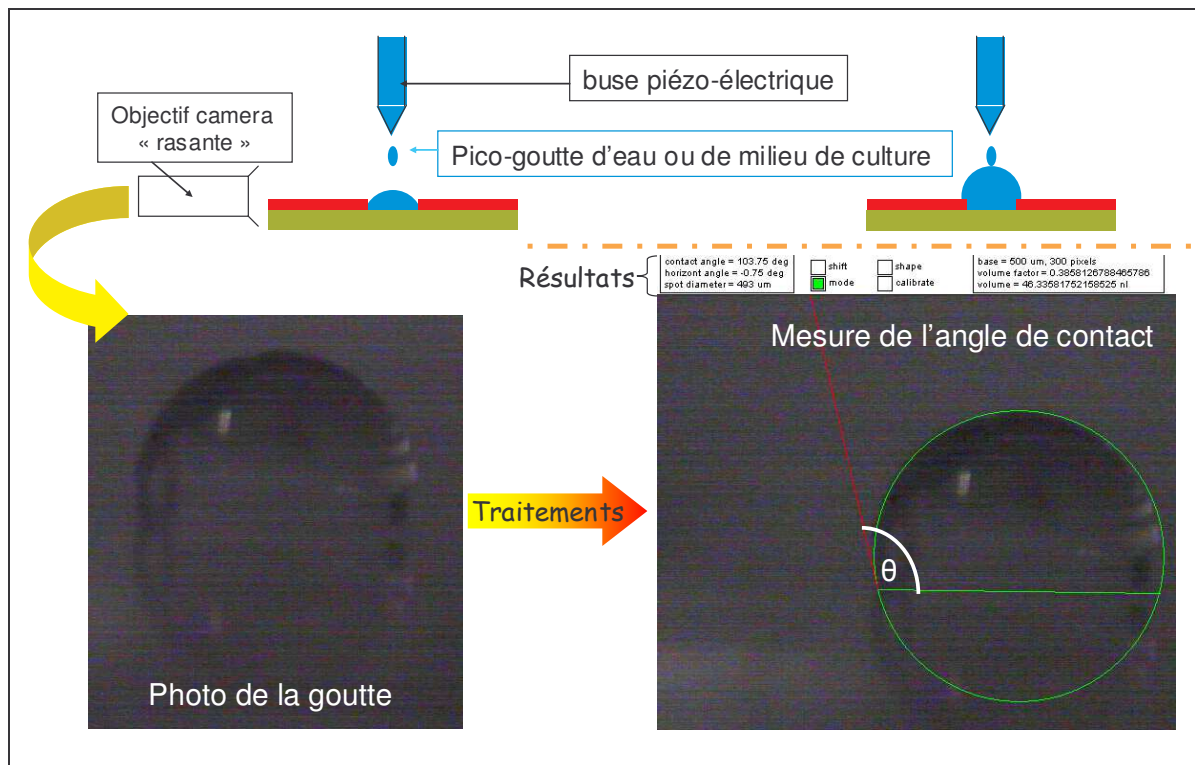 buse piézo-électrique
Objectif camera
« rasante »
Pico-goutte d'eau ou de milieu de culture
Résultats
contact angle = 103.75 deg
horizont angle = -0.75 deg
spot diameter = 493 um
shift
shape
mode
calibrate
base = 500 um, 300 pixels
volume factor = 0.3858126788465786
volume = 46.33581752158525 nl
Mesure de l'angle de contact
Traitements
θ
Photo de la goutte